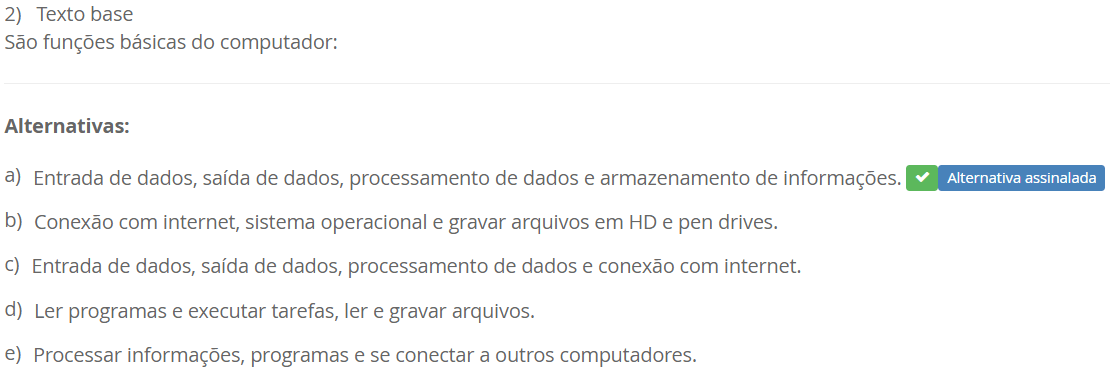 2) Texto base
São funções básicas do computador:
Alternativas:
a) Entrada de dados, saída de dados, processamento de dados e armazenamento de informações. Alternativa assinalada
b) Conexão com internet, sistema operacional e gravar arquivos em HD e pen drives.
c) Entrada de dados, saída de dados, processamento de dados e conexão com internet.
d) Ler programas e executar tarefas, ler e gravar arquivos.
e) Processar informações, programas e se conectar a outros computadores.